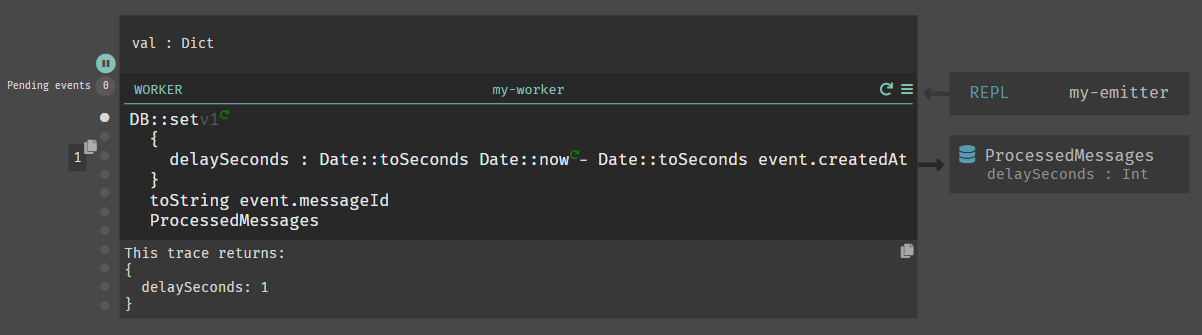 val : Dict
Pending events 0
WORKER my-worker
REPL my-emitter
DB::setv1
{
delaySeconds : Date::toSeconds Date::now - Date::toSeconds event.createdAt
}
toString event.messageId
ProcessedMessages
1
ProcessedMessages
delaySeconds : Int
This trace returns:
{
delaySeconds: 1
}